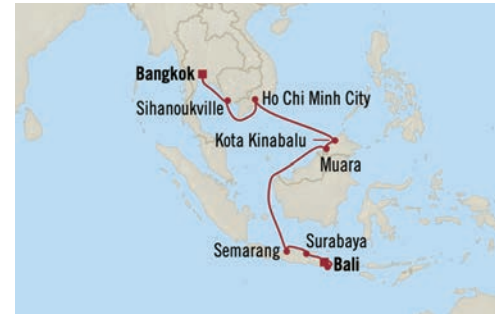 Bangkok
Sihanoukville
Ho Chi Minh City
Kota Kinabalu
Muara
Semarang
Surabaya
Bali